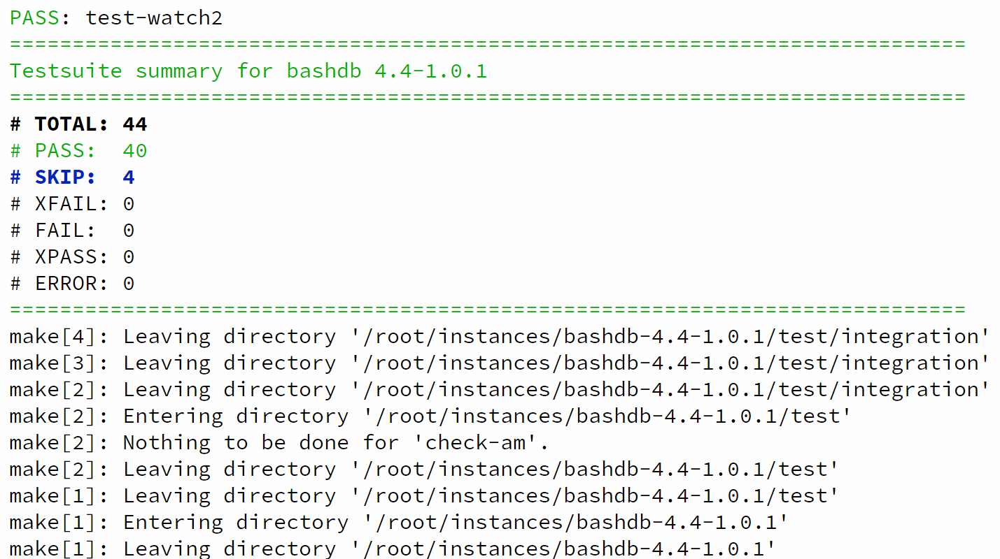 PASS: test-watch2
============================================================================
Testsuite summary for bashdb 4.4-1.0.1
============================================================================
# TOTAL: 44
# PASS:  40
# SKIP:  4
# XFAIL: 0
# FAIL:  0
# XPASS: 0
# ERROR: 0
============================================================================
make[4]: Leaving directory '/root/instances/bashdb-4.4-1.0.1/test/integration'
make[3]: Leaving directory '/root/instances/bashdb-4.4-1.0.1/test/integration'
make[2]: Leaving directory '/root/instances/bashdb-4.4-1.0.1/test/integration'
make[2]: Entering directory '/root/instances/bashdb-4.4-1.0.1/test'
make[2]: Nothing to be done for 'check-am'.
make[2]: Leaving directory '/root/instances/bashdb-4.4-1.0.1/test'
make[1]: Leaving directory '/root/instances/bashdb-4.4-1.0.1/test'
make[1]: Entering directory '/root/instances/bashdb-4.4-1.0.1'
make[1]: Leaving directory '/root/instances/bashdb-4.4-1.0.1'